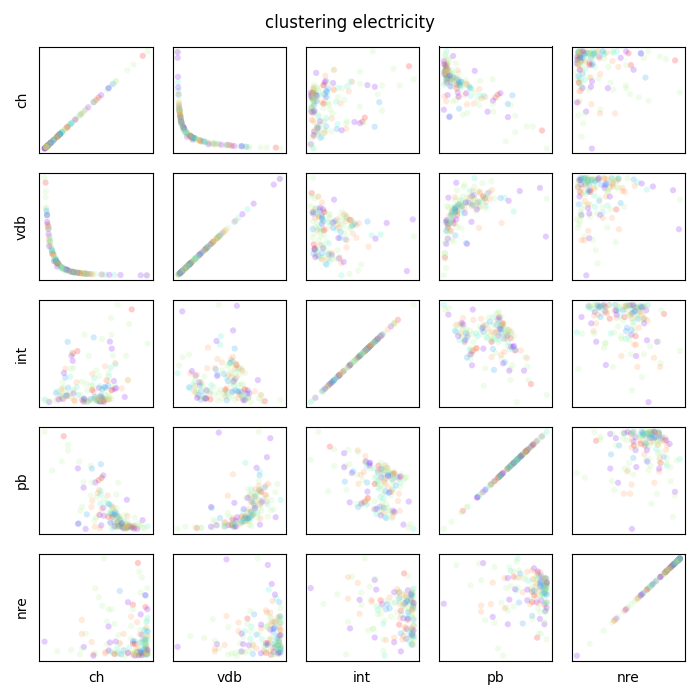 clustering electricity
ch
vdb
int
pb
nre
ch
vdb
int
pb
nre